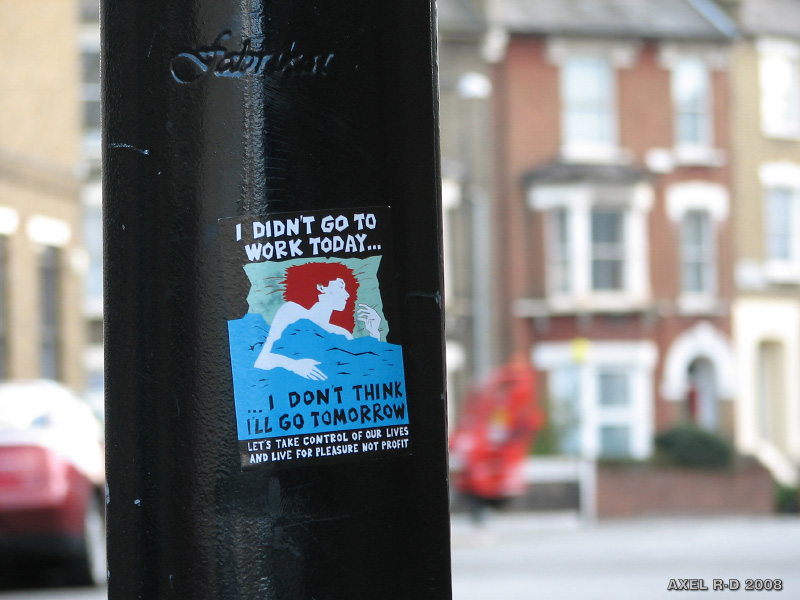 Fabrikat
I DIDN'T GO TO
WORK TODAY...
... I DON'T THINK
I'LL GO TOMORROW
LET'S TAKE CONTROL OF OUR LIVES
AND LIVE FOR PLEASURE NOT PROFIT
AXEL R-D 2008